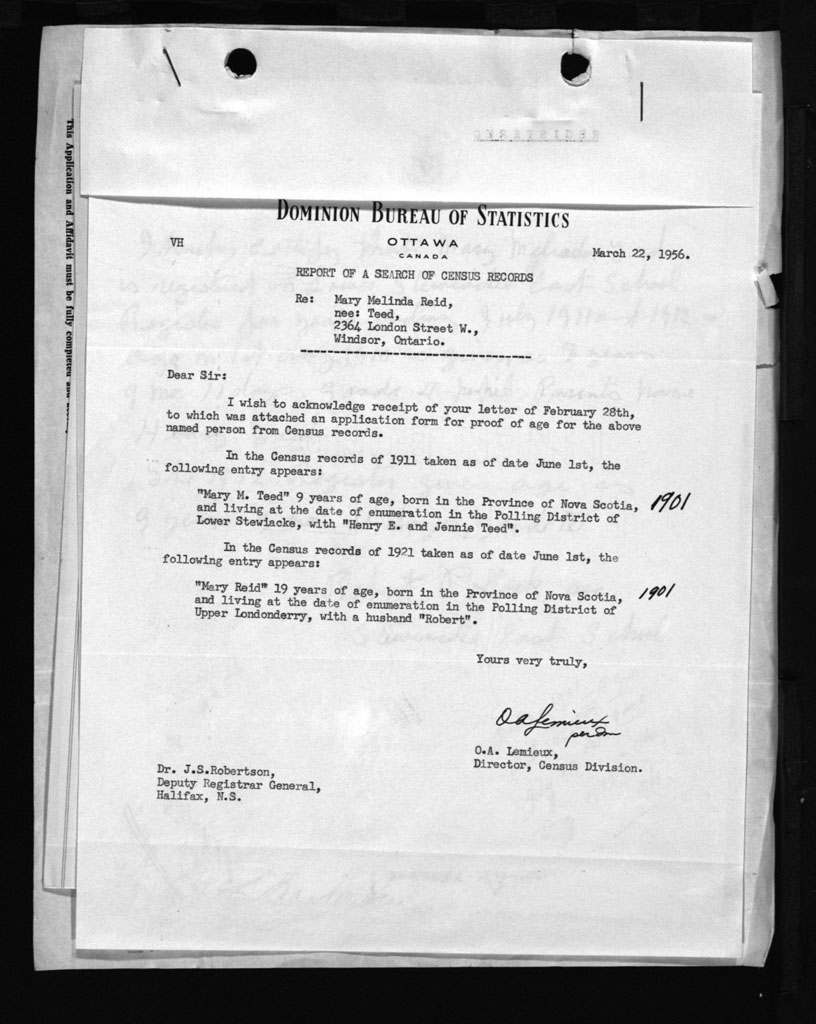 REGISTERED
This Application and Affidavit must be fully completed and
DOMINION BUREAU OF STATISTICS
VH
OTTAWA
CANADA
March 22, 1956.
REPORT OF A SEARCH OF CENSUS RECORDS
Re: Mary Melinda Reid,
nee: Teed,
2364 London Street W.,
Windsor, Ontario.
Dear Sir:
I wish to acknowledge receipt of your letter of February 28th,
to which was attached an application form for proof of age for the above
named person from Census records.
In the Census records of 1911 taken as of date June 1st, the
following entry appears:
"Mary M. Teed" 9 years of age, born in the Province of Nova Scotia, 1901
and living at the date of enumeration in the Polling District of
Lower Stewiacke, with "Henry E. and Jennie Teed".
In the Census records of 1921 taken as of date June 1st, the
following entry appears:
"Mary Reid" 19 years of age, born in the Province of Nova Scotia, 1901
and living at the date of enumeration in the Polling District of
Upper Londonderry, with a husband "Robert".
Yours very truly,
O A Lemieux
per
O.A. Lemieux,
Director, Census Division.
Dr. J.S.Robertson,
Deputy Registrar General,
Halifax, N.S.